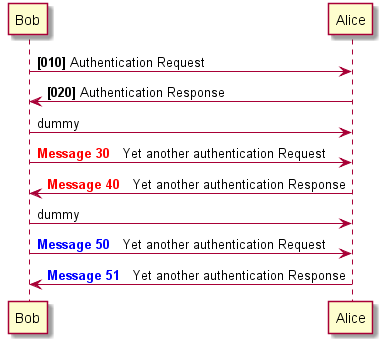 Bob Alice
[010] Authentication Request
[020] Authentication Response
dummy
Message 30 Yet another authentication Request
Message 40 Yet another authentication Response
dummy
Message 50 Yet another authentication Request
Message 51 Yet another authentication Response
Bob Alice